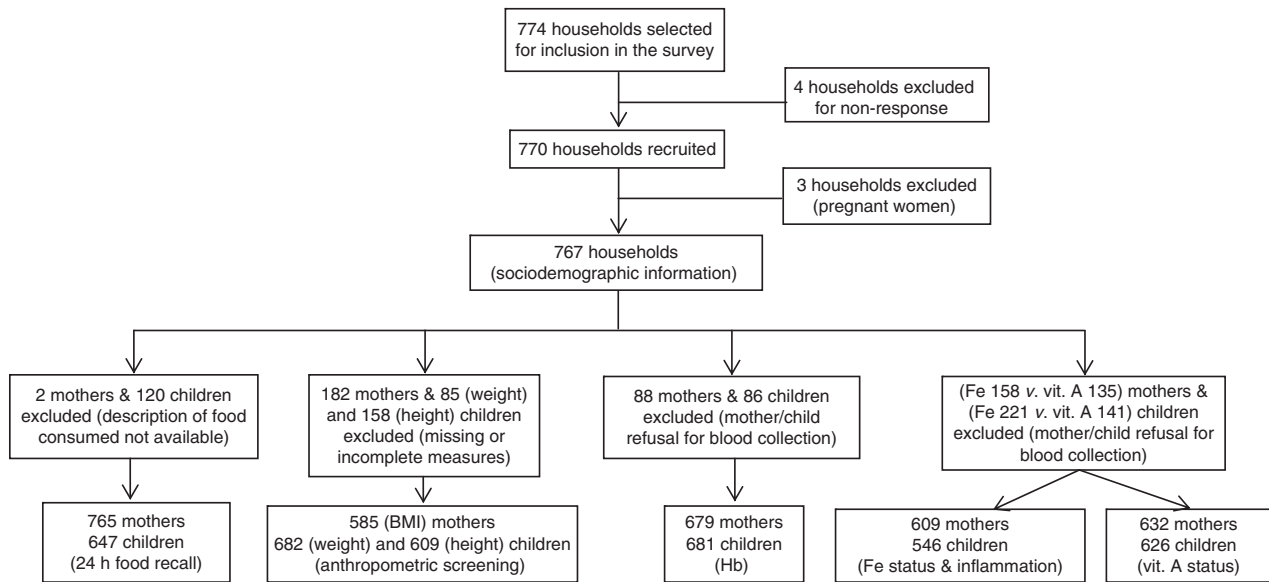 774 households selected
for inclusion in the survey
4 households excluded
for non-response
770 households recruited
3 households excluded
(pregnant women)
767 households
(sociodemographic information)
2 mothers & 120 children
excluded (description of food
consumed not available)
182 mothers & 85 (weight)
and 158 (height) children
excluded (missing or
incomplete measures)
88 mothers & 86 children
excluded (mother/child
refusal for blood collection)
(Fe 158 v. vit. A 135) mothers &
(Fe 221 v. vit. A 141) children
excluded (mother/child refusal for
blood collection)
765 mothers
647 children
(24 h food recall)
585 (BMI) mothers
682 (weight) and 609 (height) children
(anthropometric screening)
679 mothers
681 children
(Hb)
609 mothers
546 children
(Fe status & inflammation)
632 mothers
626 children
(vit. A status)